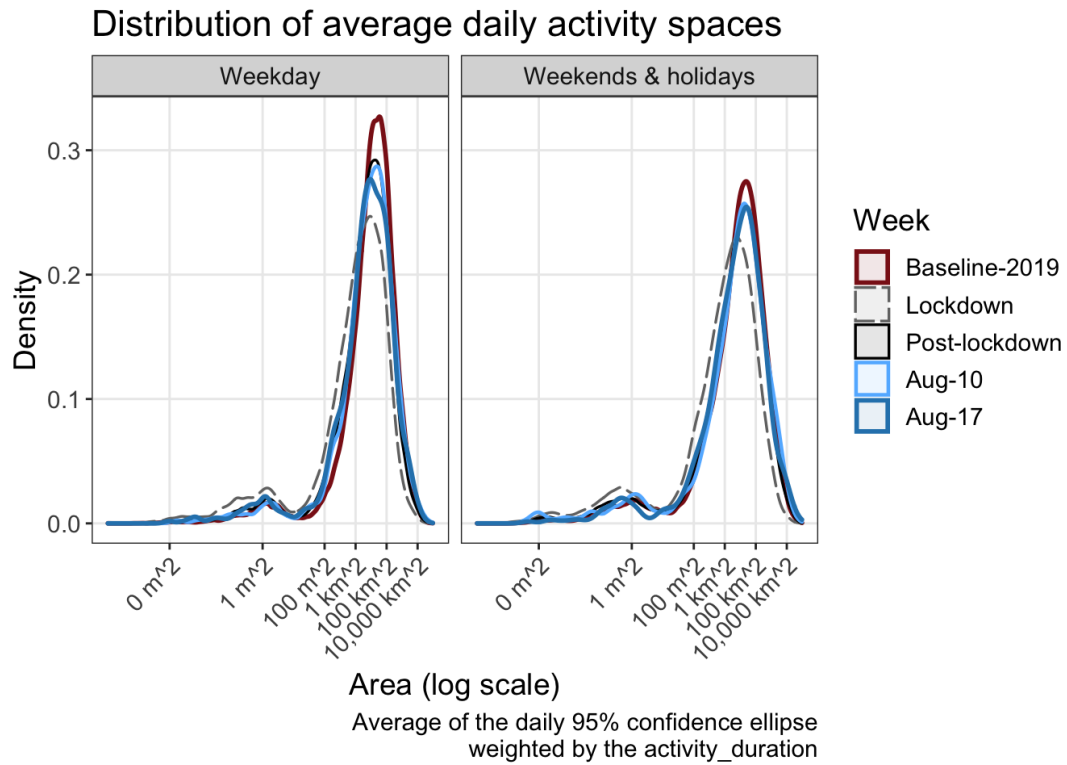 Distribution of average daily activity spaces
Weekday
Weekends & holidays
0.3
0.2
0.1
0.0
Density
0 m^2
1 m^2
100 m^2
1 km^2
100 km^2
10,000 km^2
0 m^2
1 m^2
100 m^2
1 km^2
100 km^2
10,000 km^2
Area (log scale)
Average of the daily 95% confidence ellipse
weighted by the activity_duration
Week
Baseline-2019
Lockdown
Post-lockdown
Aug-10
Aug-17